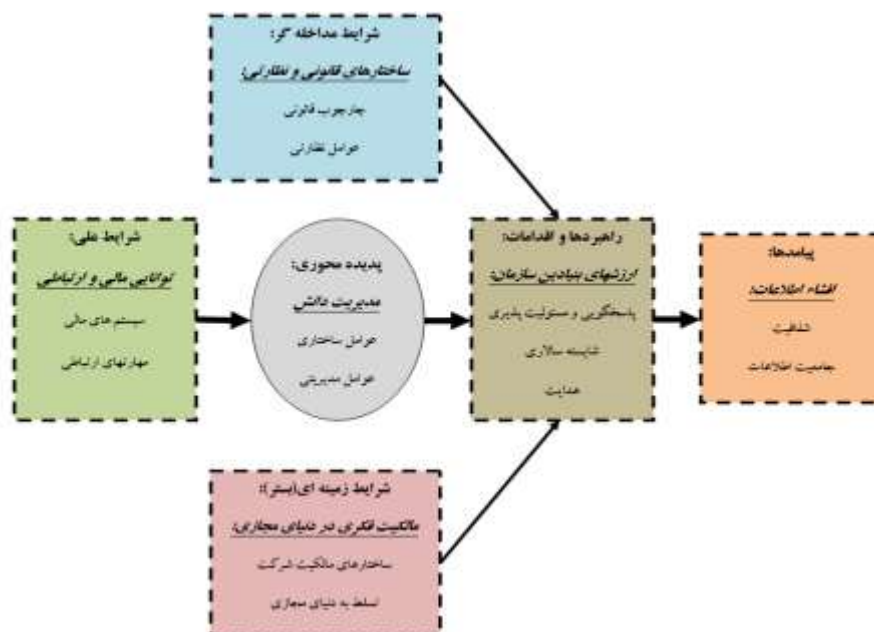 شرایط مداخله گر:
ساختارهای قانونی و نظارتی:
چارچوب قانونی
عوامل نظارتی
شرایط علی:
توانایی مالی و ارتباطی
سیستم های مالی
مهارتهای ارتباطی
پدیده محوری:
مدیریت دانش
عوامل ساختاری
عوامل مدیریتی
راهبردها و اقدامات:
ارزشهای بنیادین سازمان:
پاسخگویی و مسئولیت پذیری
شایسته سالاری
هدایت
پیامدها:
افشاء اطلاعات:
شفافیت
جامعیت اطلاعات
شرایط زمینه ای(بستر):
مالکیت فکری در دنیای مجازی:
ساختارهای مالکیت شرکت
تسلط به دنیای مجازی